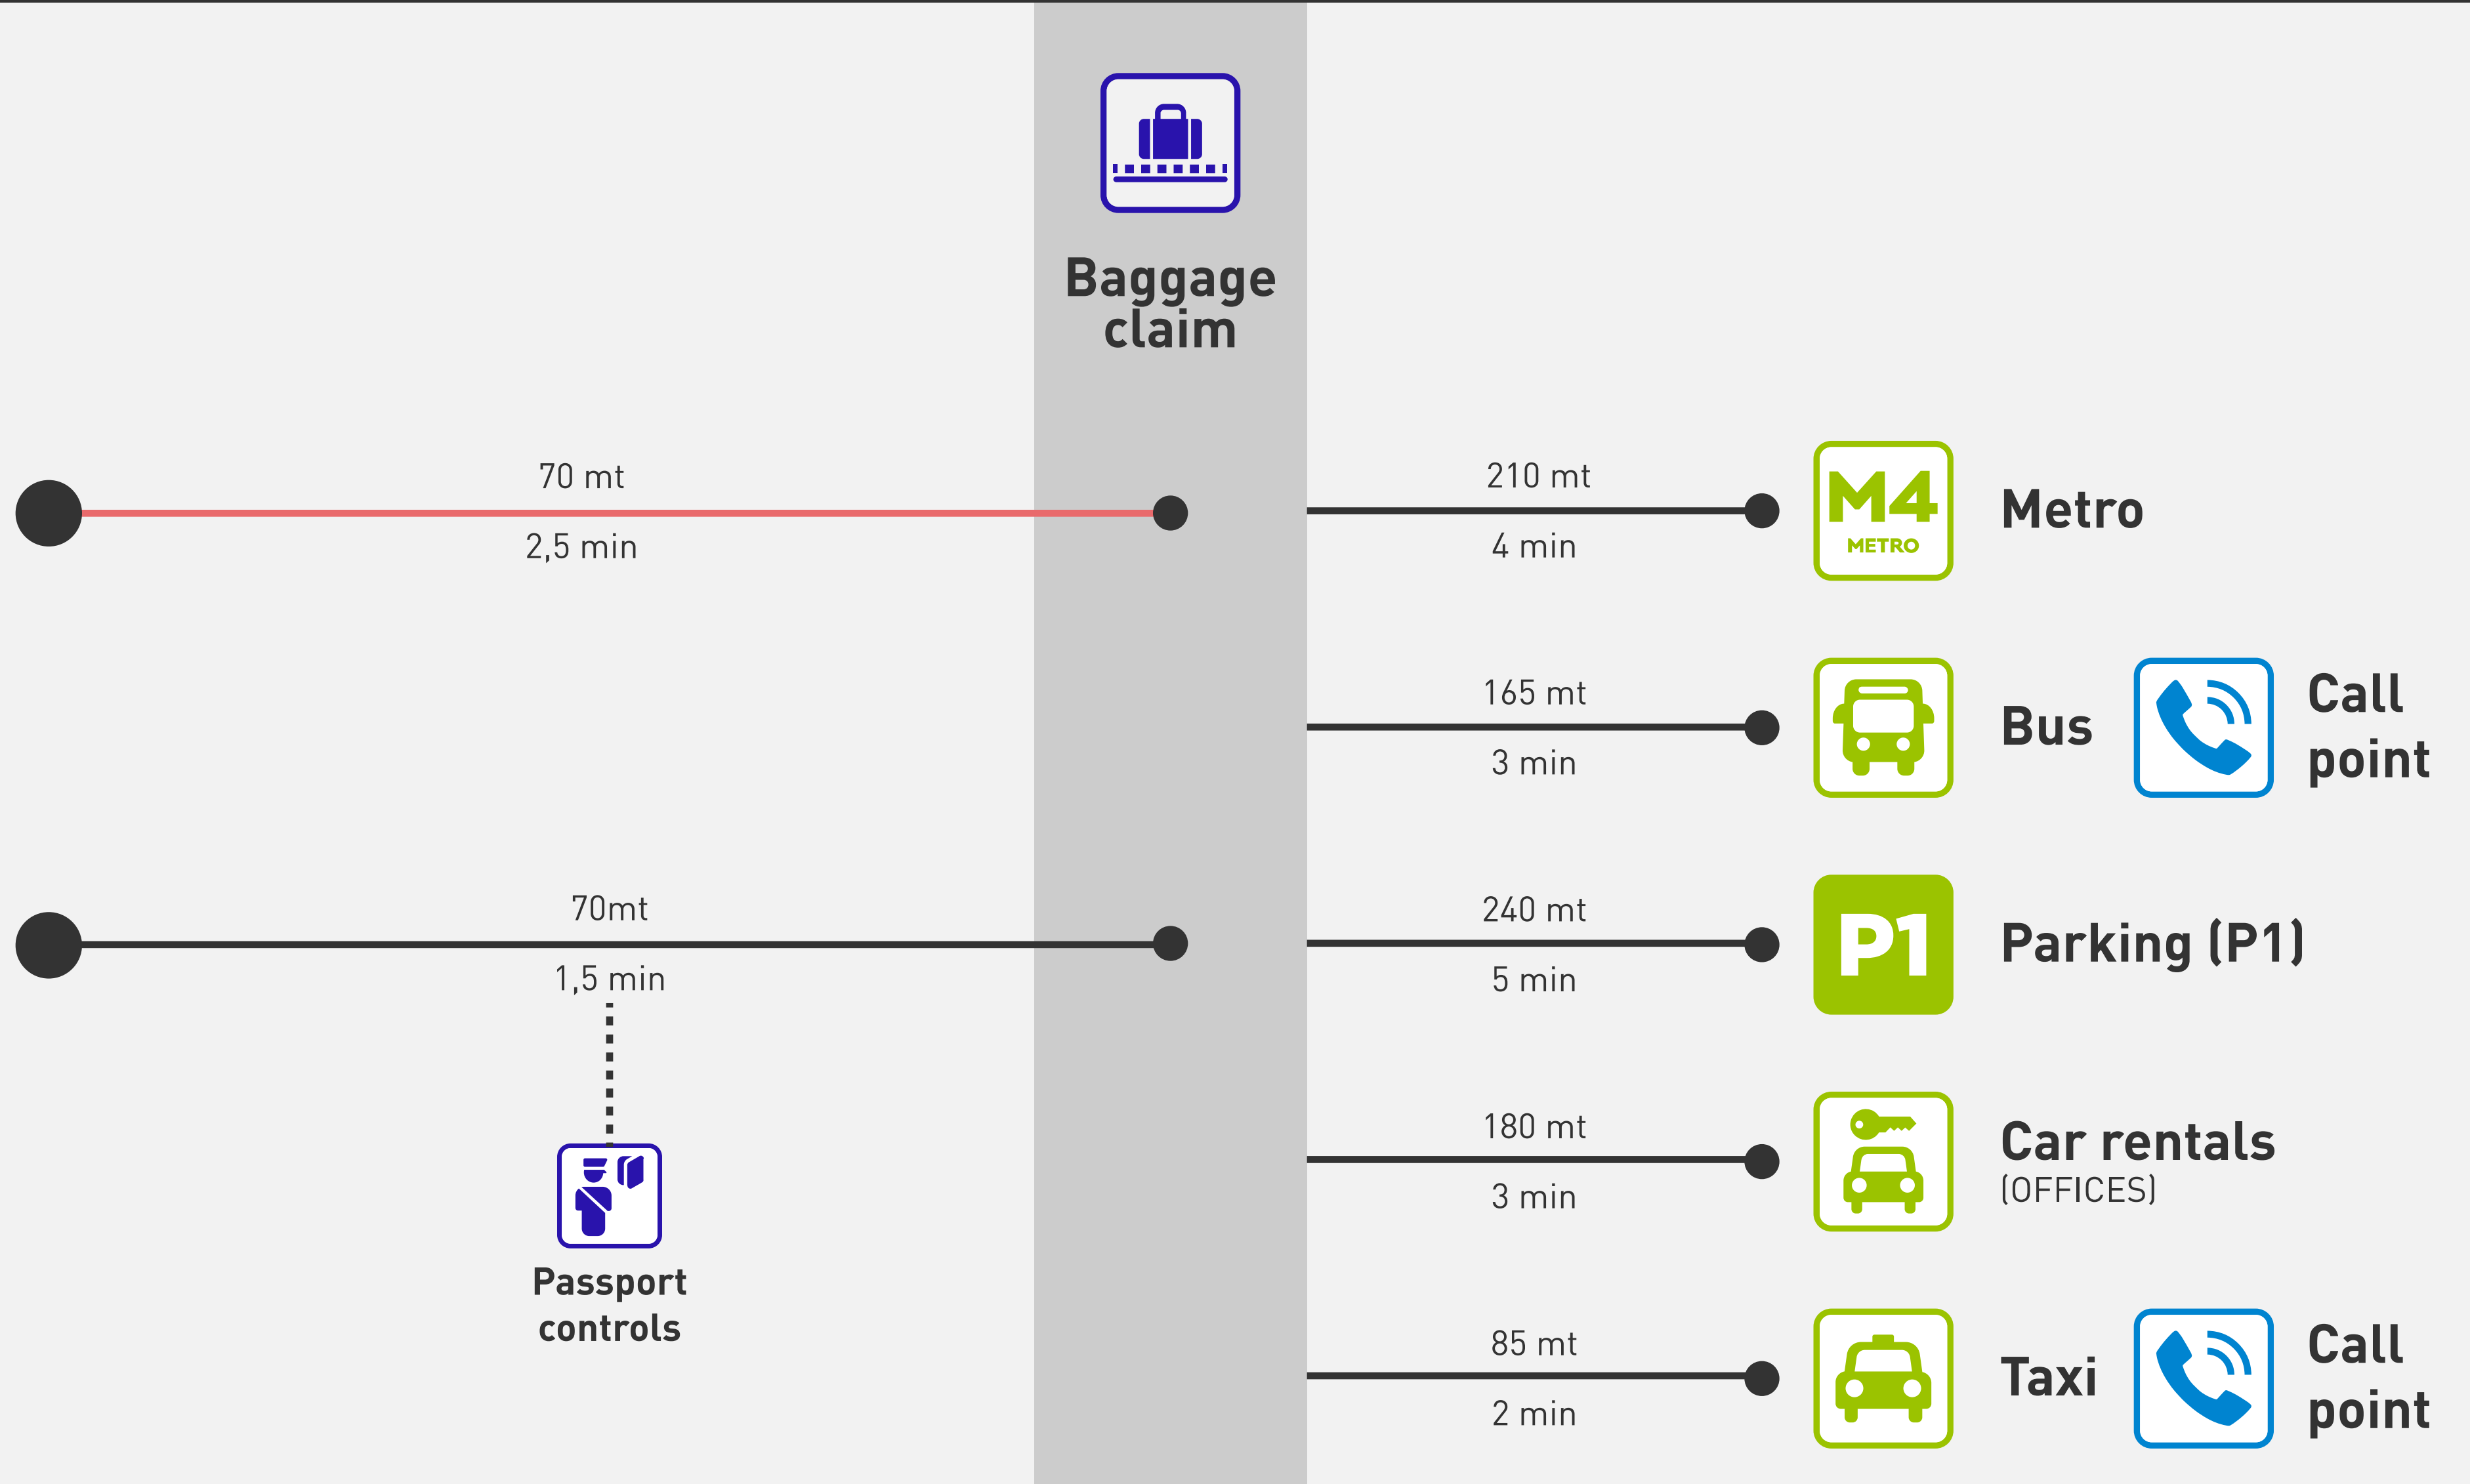 Baggage
claim
70 mt
2,5 min
210 mt
4 min
M4
METRO
Metro
165 mt
3 min
Bus
Call
point
70mt
1,5 min
240 mt
5 min
P1
Parking (P1)
Passport
controls
180 mt
3 min
Car rentals
(OFFICES)
85 mt
2 min
Taxi
Call
point